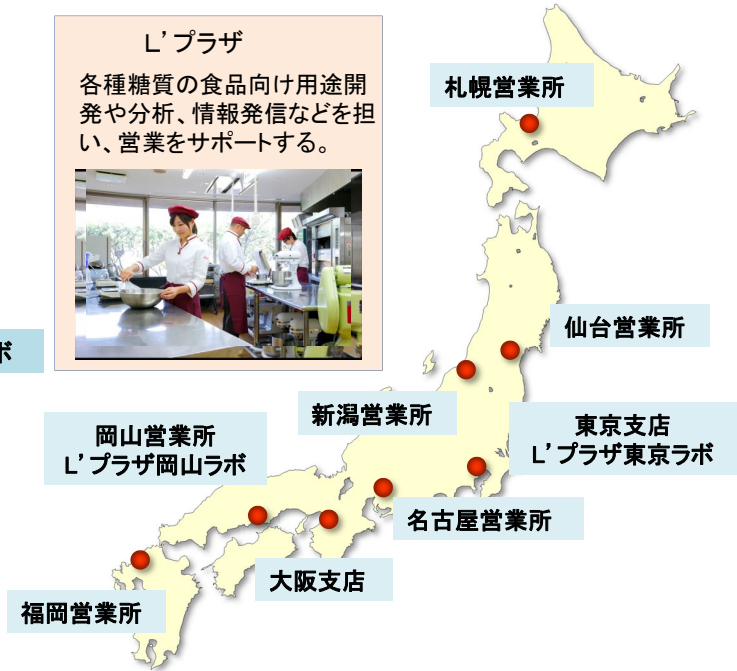 L’プラザ
各種糖質の食品向け用途開
発や分析、情報発信などを担
い、営業をサポートする。
札幌営業所
仙台営業所
ボ
新潟営業所
東京支店
L’プラザ東京ラボ
岡山営業所
L’プラザ岡山ラボ
名古屋営業所
大阪支店
福岡営業所